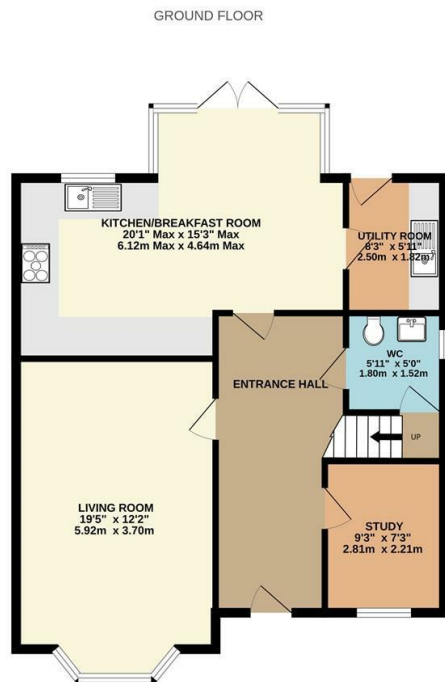 GROUND FLOOR
KITCHEN/BREAKFAST ROOM
20'1" Max x 15'3" Max
6.12m Max x 4.64m Max
UTILITY ROOM
8'3" x 5'11"
2.50m x 1.82m
WC
5'11" x 5'0"
1.80m x 1.52m
ENTRANCE HALL
UP
LIVING ROOM
19'5" x 12'2"
5.92m x 3.70m
STUDY
9'3" x 7'3"
2.81m x 2.21m